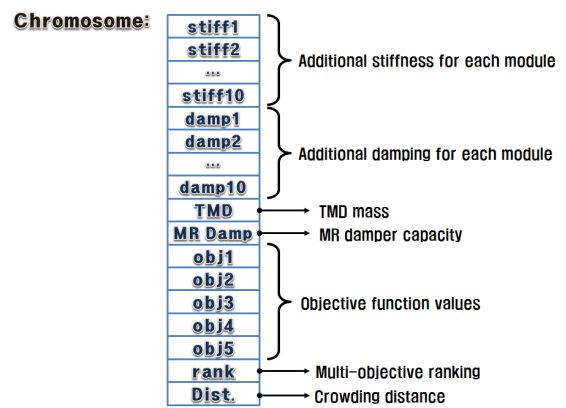 Chromosome:
stiff1
stiff2
...
stiff10
Additional stiffness for each module
damp1
damp2
...
damp10
Additional damping for each module
TMD
TMD mass
MR Damp
MR damper capacity
obj1
obj2
obj3
obj4
obj5
Objective function values
rank
Multi-objective ranking
Dist.
Crowding distance